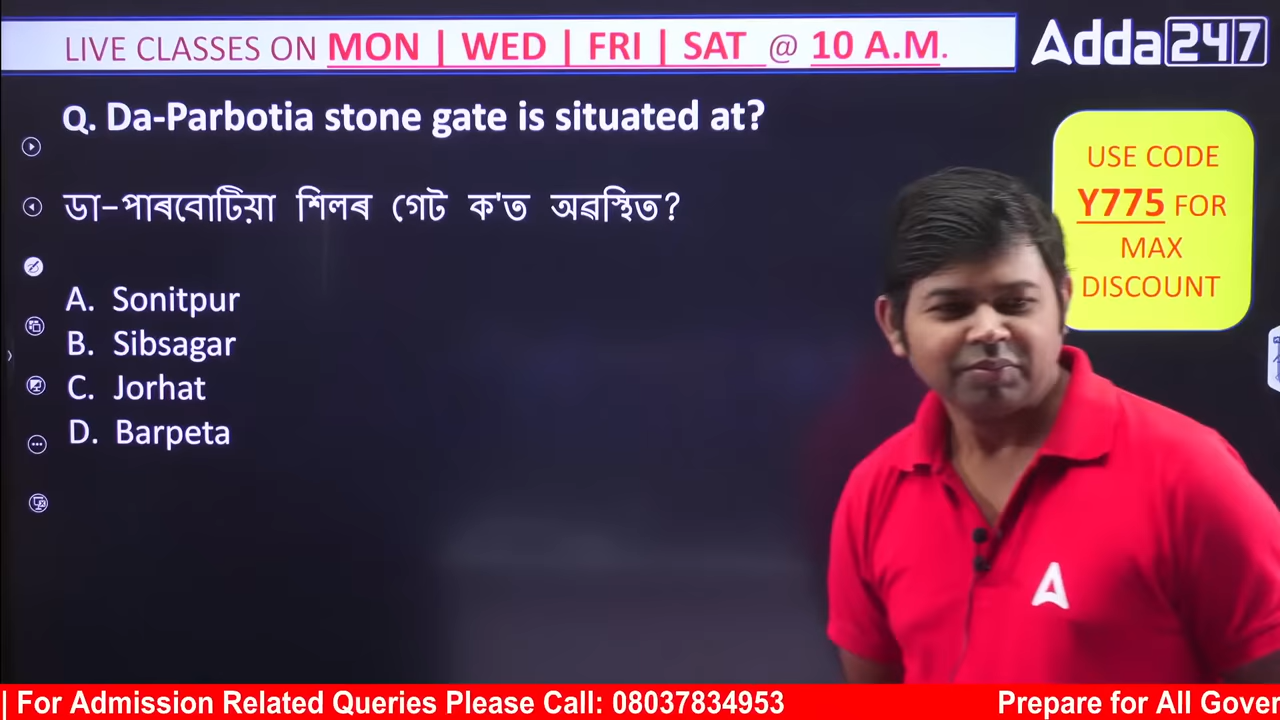 LIVE CLASSES ON MON | WED | FRI | SAT @ 10 A.M.
Adda247
Q. Da-Parbotia stone gate is situated at?
ডা-পাৰবোটিয়া শিলৰ গেট ক'ত অৱস্থিত?
A. Sonitpur
B. Sibsagar
C. Jorhat
D. Barpeta
USE CODE
Y775 FOR
MAX
DISCOUNT
| For Admission Related Queries Please Call: 08037834953 Prepare for All Gover